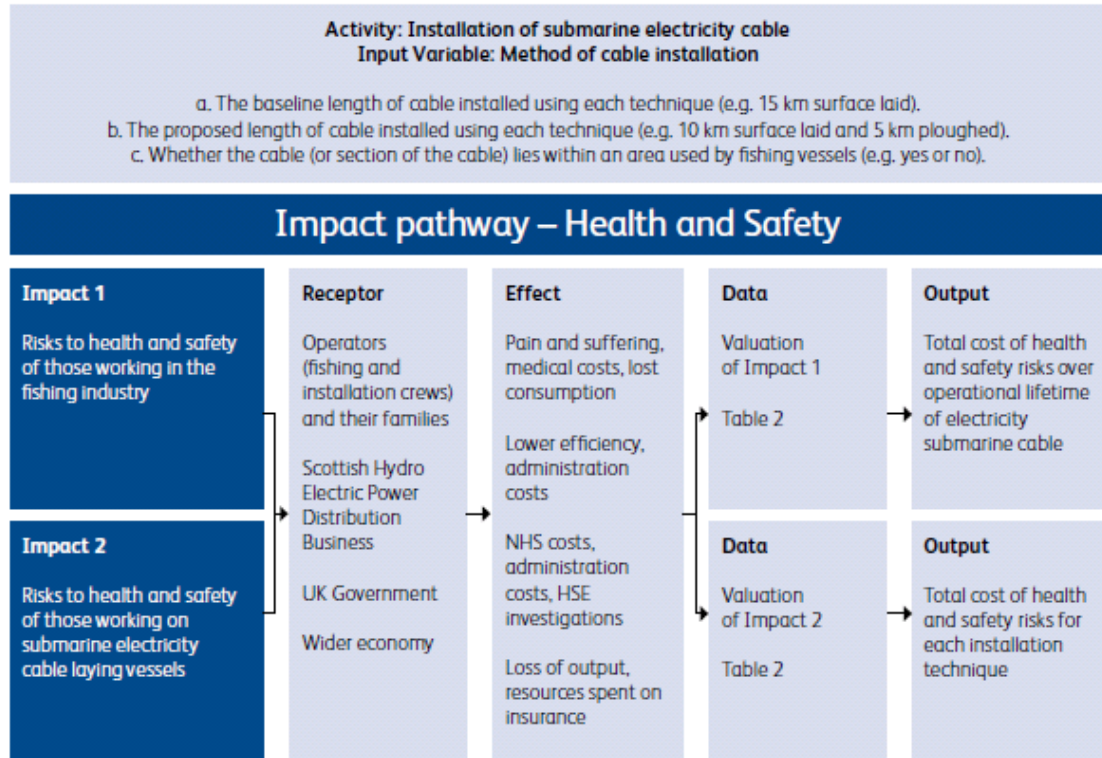 Activity: Installation of submarine electricity cable
Input Variable: Method of cable installation
a. The baseline length of cable installed using each technique (e.g. 15 km surface laid).
b. The proposed length of cable installed using each technique (e.g. 10 km surface laid and 5 km ploughed).
c. Whether the cable (or section of the cable) lies within an area used by fishing vessels (e.g. yes or no).
Impact pathway – Health and Safety
Impact 1
Risks to health and safety
of those working in the
fishing industry
Impact 2
Risks to health and safety
of those working on
submarine electricity
cable laying vessels
Receptor
Operators
(fishing and
installation crews)
and their families
Scottish Hydro
Electric Power
Distribution
Business
UK Government
Wider economy
Effect
Pain and suffering,
medical costs, lost
consumption
Lower efficiency,
administration
costs
NHS costs,
administration
costs, HSE
investigations
Loss of output,
resources spent on
insurance
Data
Valuation
of Impact 1
Table 2
Output
Total cost of health
and safety risks over
operational lifetime
of electricity
submarine cable
Data
Valuation
of Impact 2
Table 2
Output
Total cost of health
and safety risks for
each installation
technique